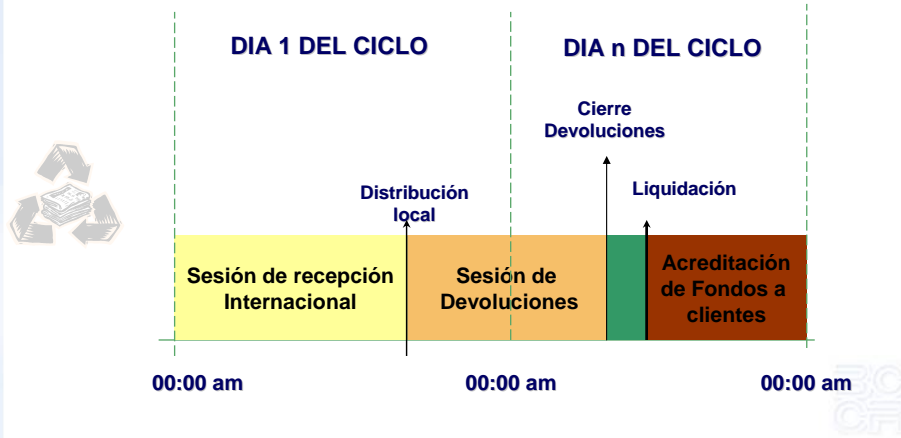 DIA 1 DEL CICLO
DIA n DEL CICLO
Cierre
Devoluciones
Distribución
local
Liquidación
Sesión de recepción
Internacional
Sesión de
Devoluciones
Acreditación
de Fondos a
clientes
00:00 am
00:00 am
00:00 am